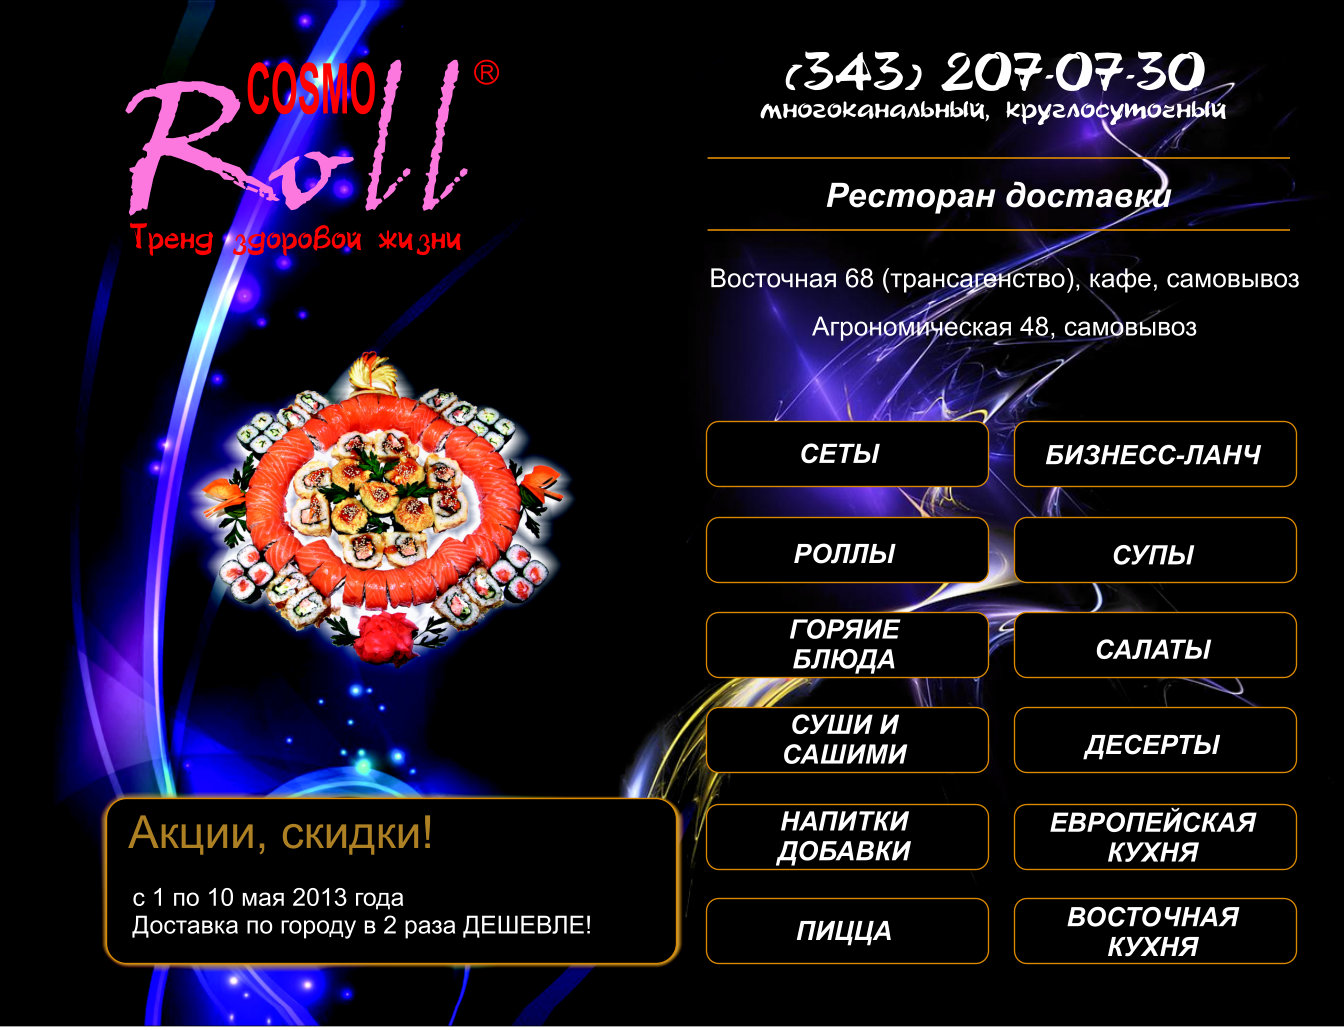 COSMO
Roll ®
Тренд здоровой жизни
(343) 207-07-30
многоканальный, круглосуточный
Ресторан доставки
Восточная 68 (трансагенство), кафе, самовывоз
Агрономическая 48, самовывоз
СЕТЫ
БИЗНЕСС-ЛАНЧ
РОЛЛЫ
СУПЫ
ГОРЯИЕ
БЛЮДА
САЛАТЫ
СУШИ И
САШИМИ
ДЕСЕРТЫ
НАПИТКИ
ДОБАВКИ
ЕВРОПЕЙСКАЯ
КУХНЯ
ПИЦЦА
ВОСТОЧНАЯ
КУХНЯ
Акции, скидки!
с 1 по 10 мая 2013 года
Доставка по городу в 2 раза ДЕШЕВЛЕ!